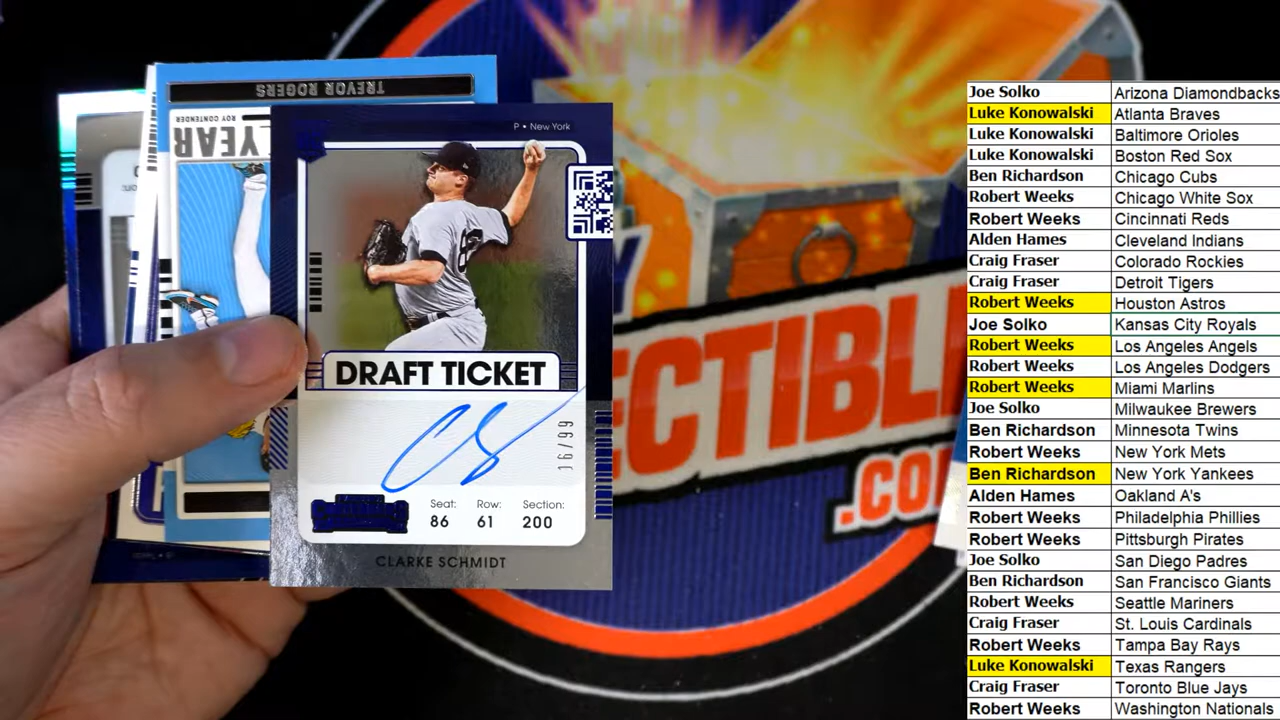 TREVOR ROGERS
ROY CONTENDER
YEAR
P • New York
DRAFT TICKET
CS
16/99
Seat: Row: Section:
86 61 200
CLARKE SCHMIDT
ECTIBL
.CO
Joe Solko Arizona Diamondbacks
Luke Konowalski Atlanta Braves
Luke Konowalski Baltimore Orioles
Luke Konowalski Boston Red Sox
Ben Richardson Chicago Cubs
Robert Weeks Chicago White Sox
Robert Weeks Cincinnati Reds
Alden Hames Cleveland Indians
Craig Fraser Colorado Rockies
Craig Fraser Detroit Tigers
Robert Weeks Houston Astros
Joe Solko Kansas City Royals
Robert Weeks Los Angeles Angels
Robert Weeks Los Angeles Dodgers
Robert Weeks Miami Marlins
Joe Solko Milwaukee Brewers
Ben Richardson Minnesota Twins
Robert Weeks New York Mets
Ben Richardson New York Yankees
Alden Hames Oakland A's
Robert Weeks Philadelphia Phillies
Robert Weeks Pittsburgh Pirates
Joe Solko San Diego Padres
Ben Richardson San Francisco Giants
Robert Weeks Seattle Mariners
Craig Fraser St. Louis Cardinals
Robert Weeks Tampa Bay Rays
Luke Konowalski Texas Rangers
Craig Fraser Toronto Blue Jays
Robert Weeks Washington Nationals